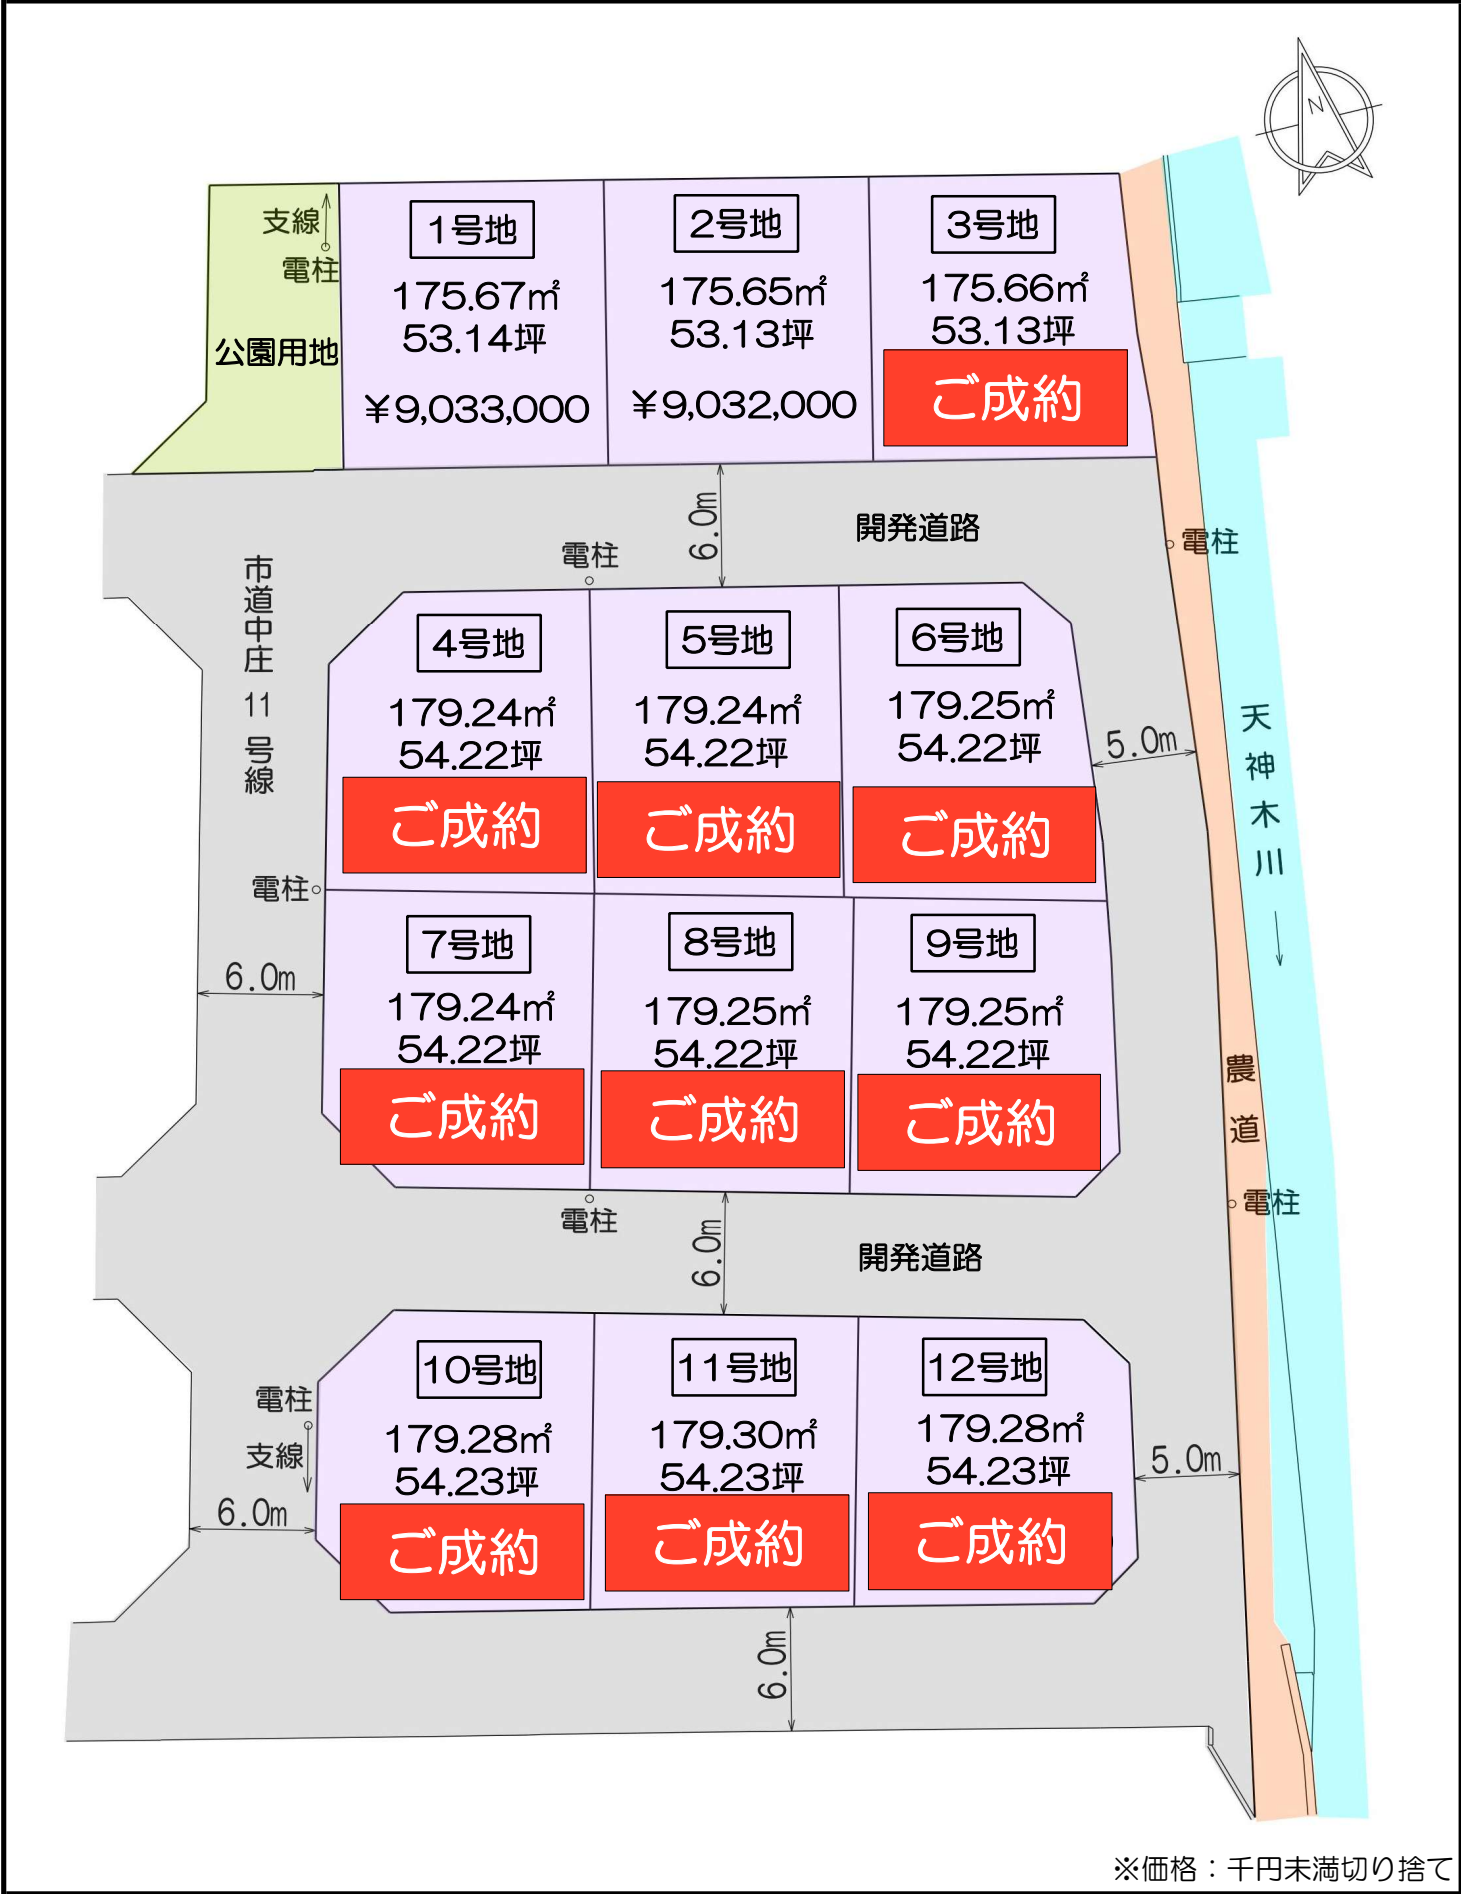 N
支線
電柱
公園用地
1号地
175.67㎡
53.14坪
¥9,033,000
2号地
175.65㎡
53.13坪
¥9,032,000
3号地
175.66㎡
53.13坪
ご成約
6.0m
開発道路
電柱
電柱
市道中庄11号線
4号地
179.24㎡
54.22坪
ご成約
5号地
179.24㎡
54.22坪
ご成約
6号地
179.25㎡
54.22坪
ご成約
5.0m
天神木川
電柱
6.0m
7号地
179.24㎡
54.22坪
ご成約
8号地
179.25㎡
54.22坪
ご成約
9号地
179.25㎡
54.22坪
ご成約
農道
電柱
電柱
6.0m
開発道路
電柱
支線
6.0m
10号地
179.28㎡
54.23坪
ご成約
11号地
179.30㎡
54.23坪
ご成約
12号地
179.28㎡
54.23坪
ご成約
5.0m
6.0m
※価格：千円未満切り捨て